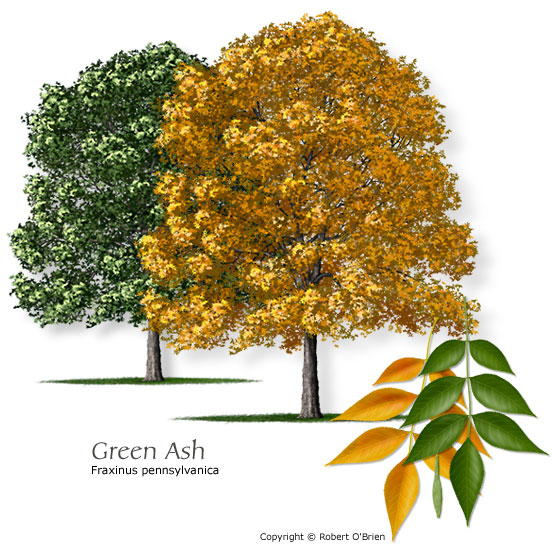 Green Ash
Fraxinus pennsylvanica
Copyright © Robert O'Brien